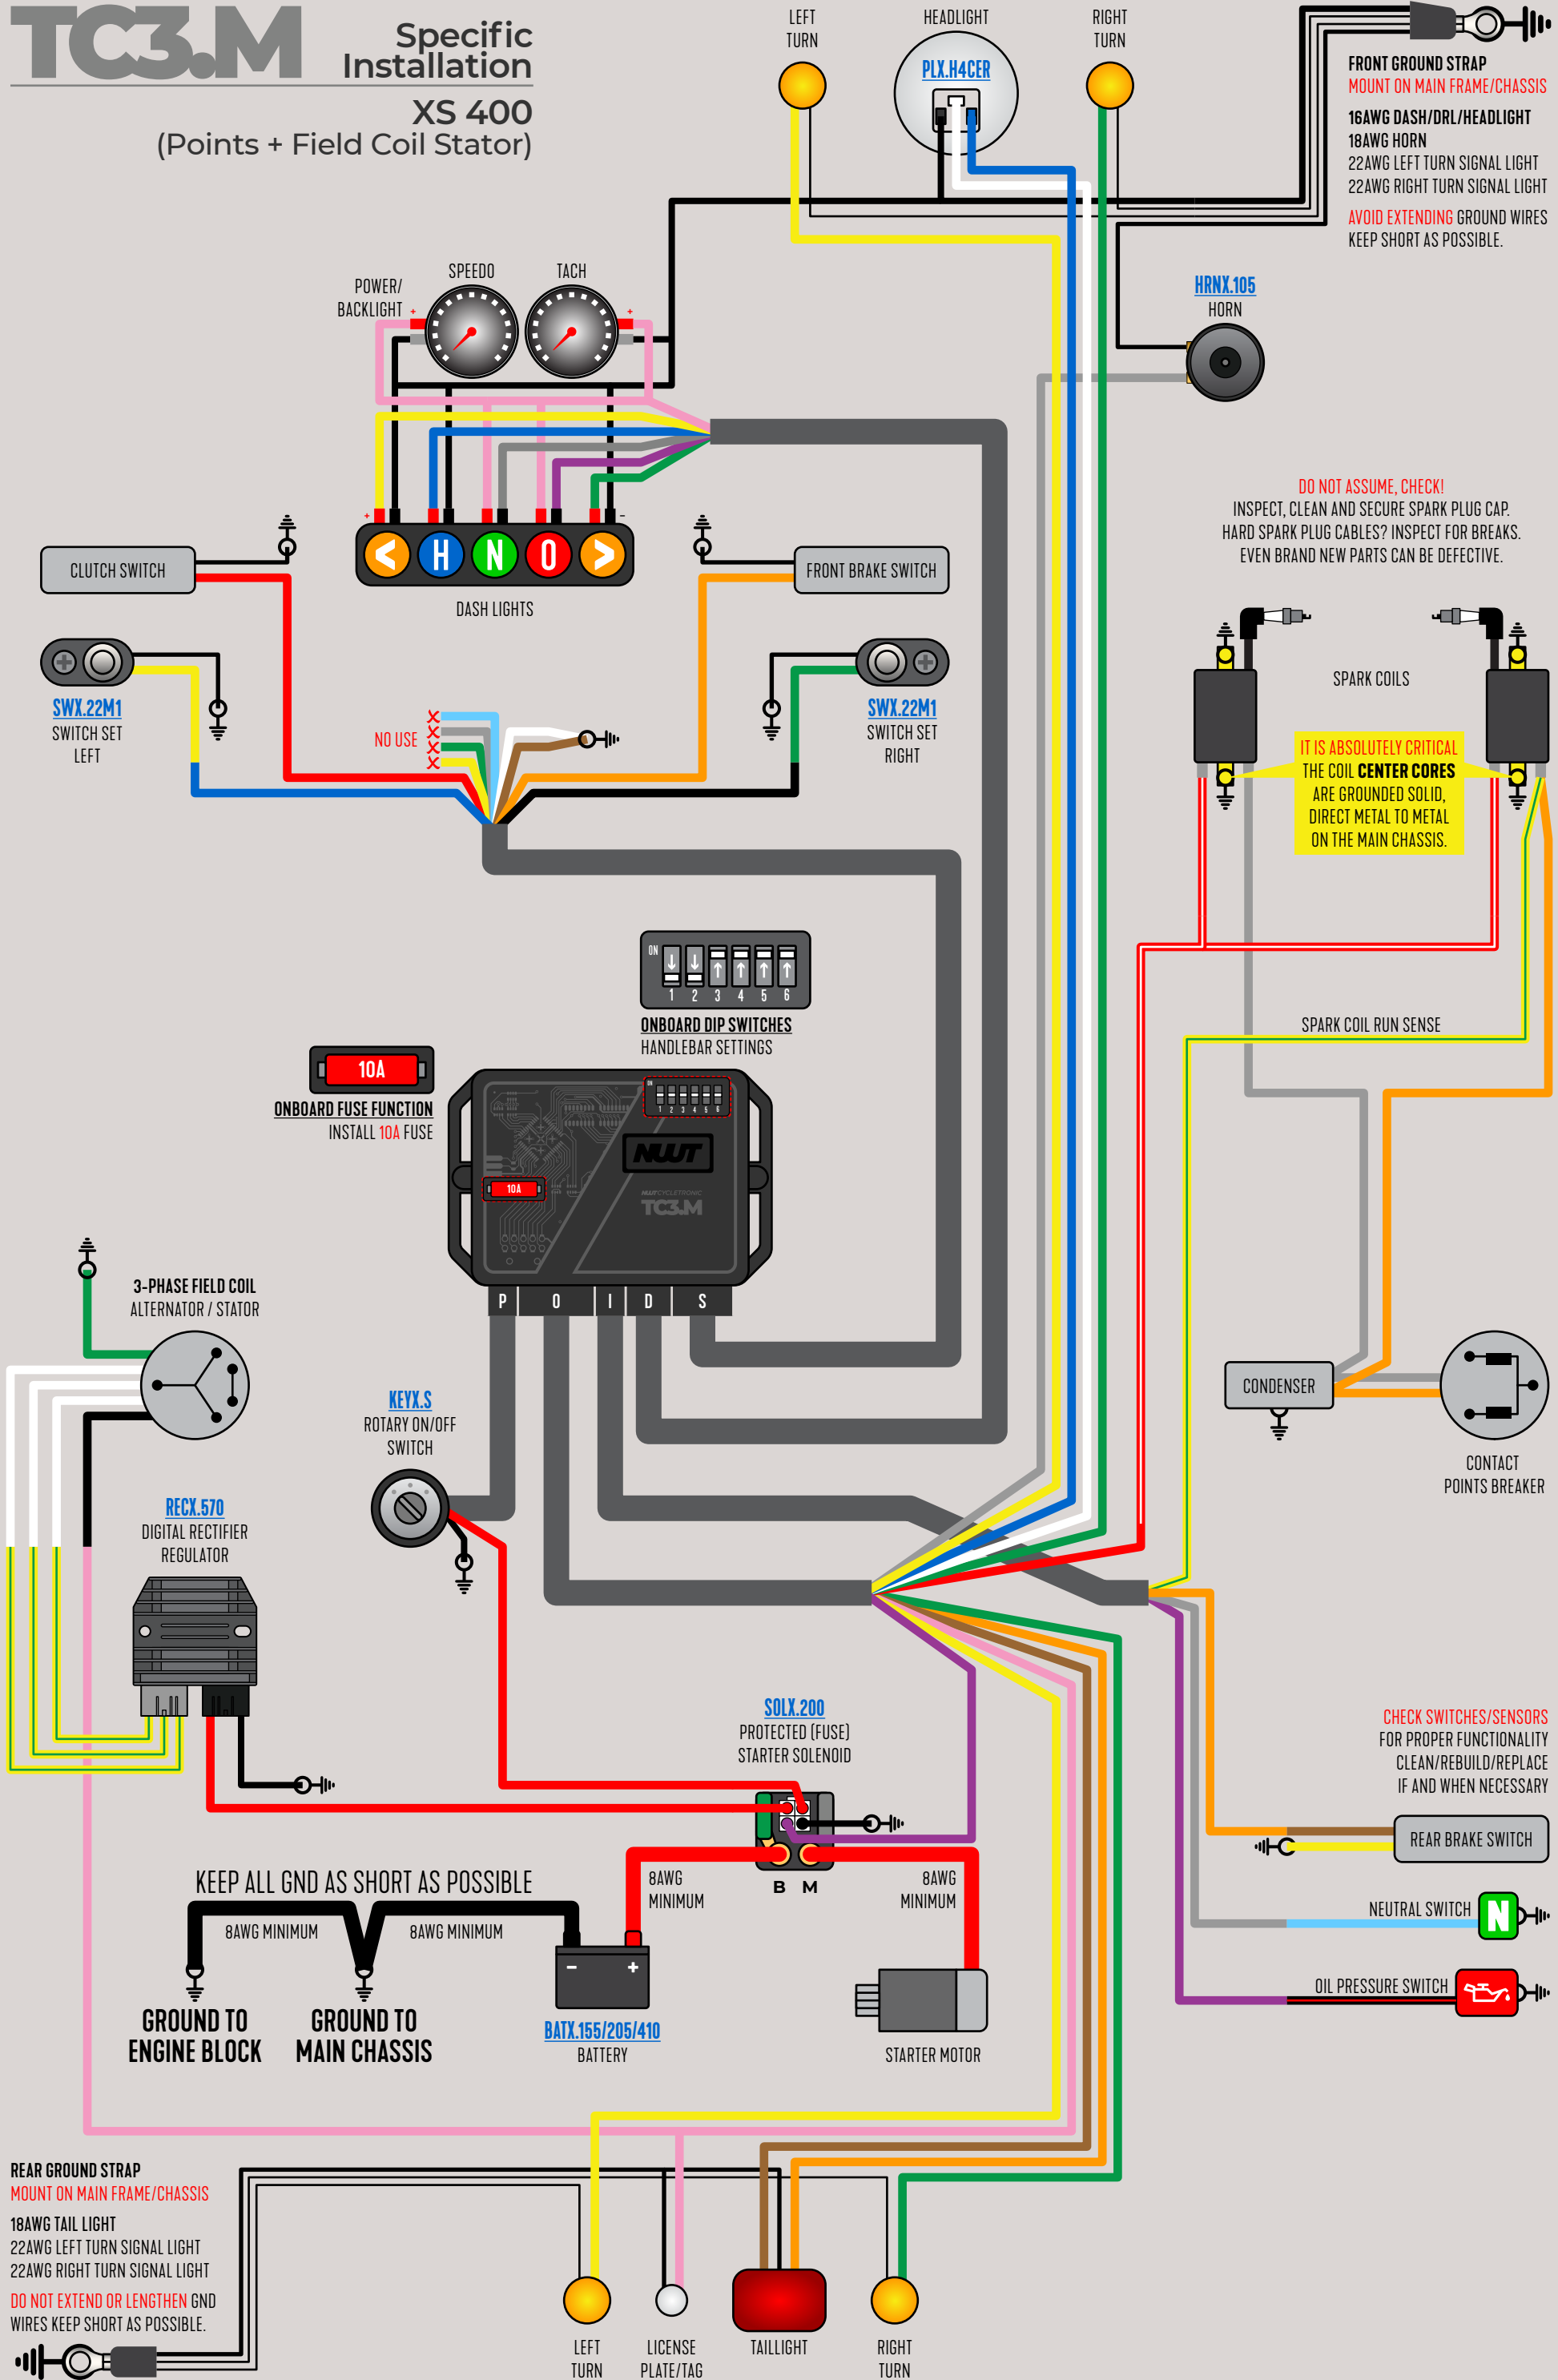 TC3.M
Specific
Installation
XS 400
(Points + Field Coil Stator)
LEFT
TURN
HEADLIGHT
PLX.H4CER
RIGHT
TURN
FRONT GROUND STRAP
MOUNT ON MAIN FRAME/CHASSIS
16AWG DASH/DRL/HEADLIGHT
18AWG HORN
22AWG LEFT TURN SIGNAL LIGHT
22AWG RIGHT TURN SIGNAL LIGHT
AVOID EXTENDING GROUND WIRES
KEEP SHORT AS POSSIBLE.
POWER/
BACKLIGHT
SPEEDO
TACH
+
+
HRNX.105
HORN
+
-
< H N O >
DASH LIGHTS
CLUTCH SWITCH
FRONT BRAKE SWITCH
DO NOT ASSUME, CHECK!
INSPECT, CLEAN AND SECURE SPARK PLUG CAP.
HARD SPARK PLUG CABLES? INSPECT FOR BREAKS.
EVEN BRAND NEW PARTS CAN BE DEFECTIVE.
SWX.22M1
SWITCH SET
LEFT
NO USE
X
X
X
X
SWX.22M1
SWITCH SET
RIGHT
SPARK COILS
IT IS ABSOLUTELY CRITICAL
THE COIL CENTER CORES
ARE GROUNDED SOLID,
DIRECT METAL TO METAL
ON THE MAIN CHASSIS.
ON
1 2 3 4 5 6
ONBOARD DIP SWITCHES
HANDLEBAR SETTINGS
SPARK COIL RUN SENSE
10A
ONBOARD FUSE FUNCTION
INSTALL 10A FUSE
ON
1 2 3 4 5 6
NWT
10A
NWT CYCLETRONIC
TC3.M
P O I D S
3-PHASE FIELD COIL
ALTERNATOR / STATOR
KEYX.S
ROTARY ON/OFF
SWITCH
CONDENSER
CONTACT
POINTS BREAKER
RECX.570
DIGITAL RECTIFIER
REGULATOR
SOLX.200
PROTECTED (FUSE)
STARTER SOLENOID
B M
CHECK SWITCHES/SENSORS
FOR PROPER FUNCTIONALITY
CLEAN/REBUILD/REPLACE
IF AND WHEN NECESSARY
REAR BRAKE SWITCH
NEUTRAL SWITCH
N
OIL PRESSURE SWITCH
KEEP ALL GND AS SHORT AS POSSIBLE
8AWG MINIMUM
8AWG MINIMUM
8AWG
MINIMUM
8AWG
MINIMUM
- +
GROUND TO
ENGINE BLOCK
GROUND TO
MAIN CHASSIS
BATX.155/205/410
BATTERY
STARTER MOTOR
REAR GROUND STRAP
MOUNT ON MAIN FRAME/CHASSIS
18AWG TAIL LIGHT
22AWG LEFT TURN SIGNAL LIGHT
22AWG RIGHT TURN SIGNAL LIGHT
DO NOT EXTEND OR LENGTHEN GND
WIRES KEEP SHORT AS POSSIBLE.
LEFT
TURN
LICENSE
PLATE/TAG
TAILLIGHT
RIGHT
TURN